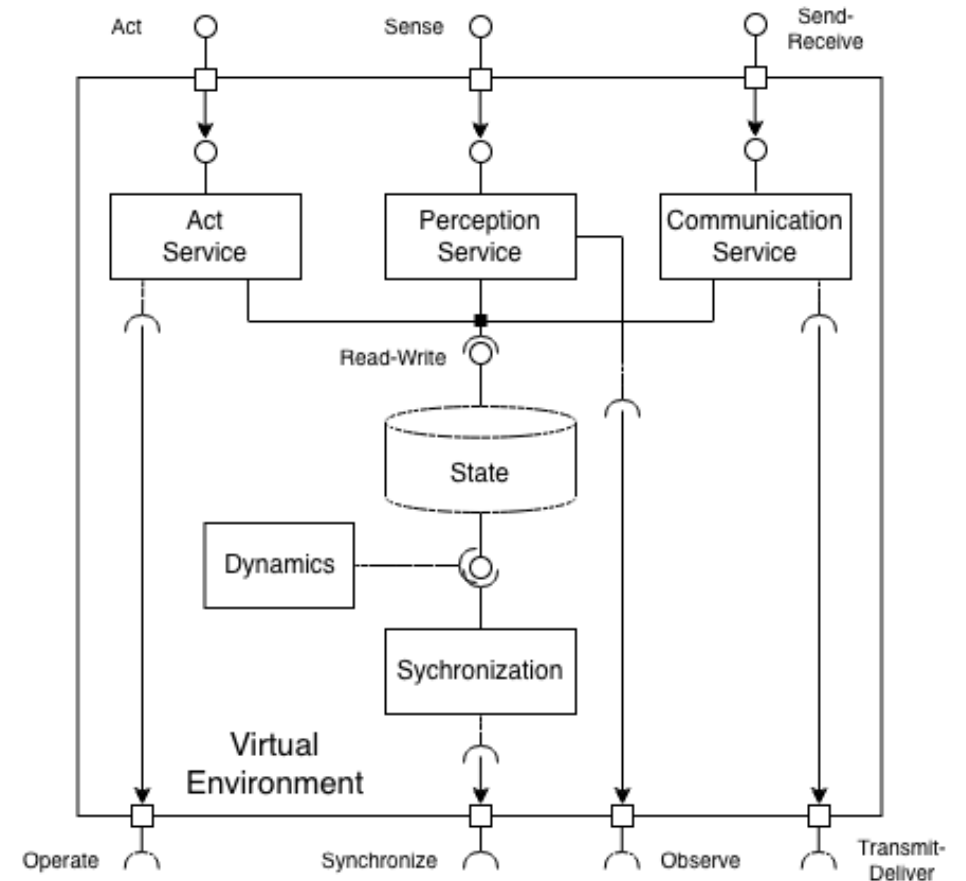 Act
Sense
Send-
Receive
Act
Service
Perception
Service
Communication
Service
Read-Write
State
Dynamics
Sychronization
Virtual
Environment
Operate
Synchronize
Observe
Transmit-
Deliver